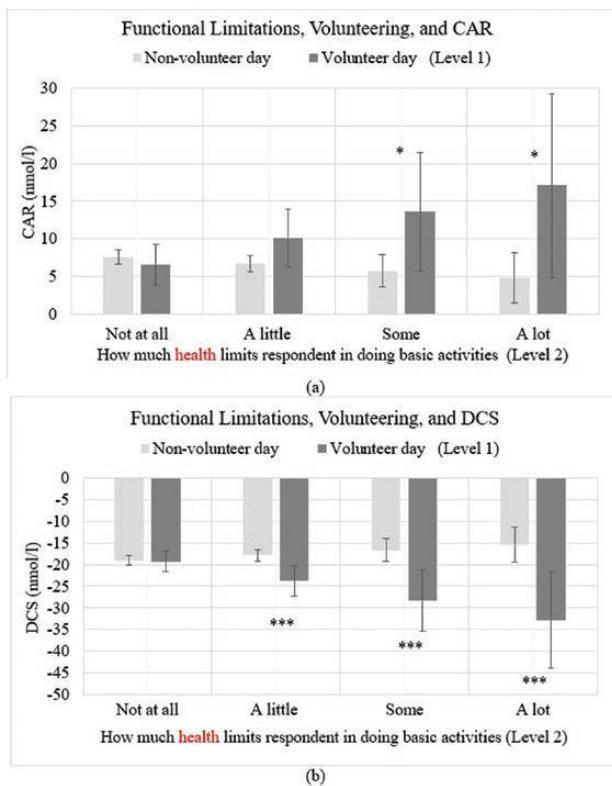 Functional Limitations, Volunteering, and CAR
Non-volunteer day Volunteer day (Level 1)
30
25
20
15
10
5
0
CAR (nmol/l)
*
*
Not at all A little Some A lot
How much health limits respondent in doing basic activities (Level 2)
(a)
Functional Limitations, Volunteering, and DCS
Non-volunteer day Volunteer day (Level 1)
0
-5
-10
-15
-20
-25
-30
-35
-40
-45
-50
DCS (nmol/l)
***
***
***
Not at all A little Some A lot
How much health limits respondent in doing basic activities (Level 2)
(b)